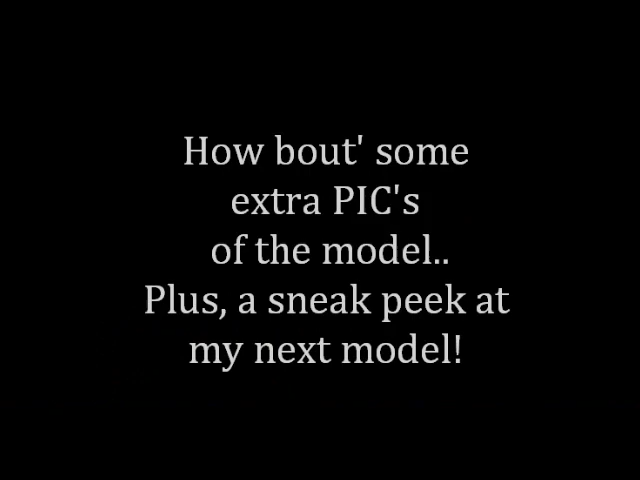 How bout' some
extra PIC's
of the model..
Plus, a sneak peek at
my next model!